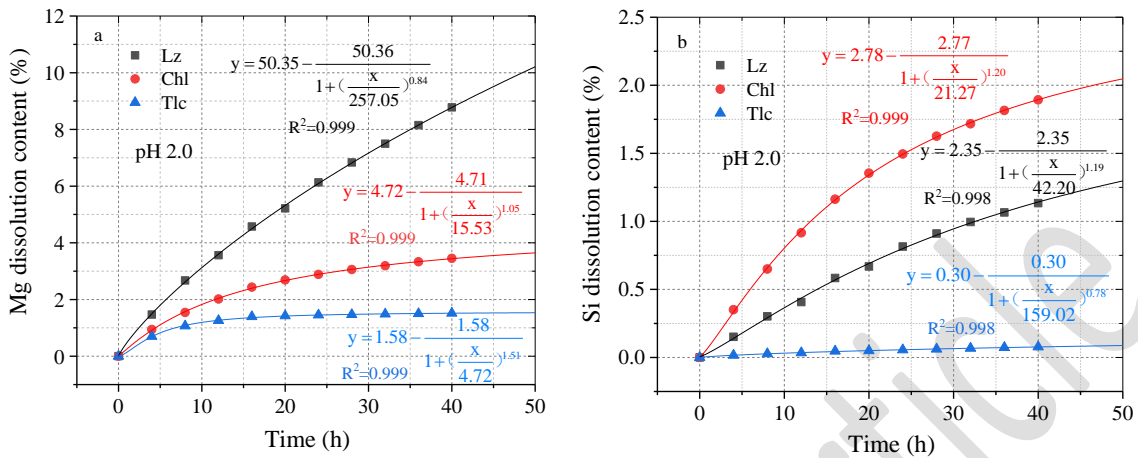 a
Lz
Chl
Tlc
pH 2.0
y = 50.35 − 50.36 / 1+(x/257.05)^0.84
R²=0.999
y = 4.72 − 4.71 / 1+(x/15.53)^1.05
R²=0.999
y = 1.58 − 1.58 / 1+(x/4.72)^1.51
R²=0.999
Mg dissolution content (%)
12
10
8
6
4
2
0
0 10 20 30 40 50
Time (h)
b
Lz
Chl
Tlc
pH 2.0
y = 2.78 − 2.77 / 1+(x/21.27)^1.20
R²=0.999
y = 2.35 − 2.35 / 1+(x/42.20)^1.19
R²=0.998
y = 0.30 − 0.30 / 1+(x/159.02)^0.78
R²=0.998
Si dissolution content (%)
2.5
2.0
1.5
1.0
0.5
0.0
0 10 20 30 40 50
Time (h)